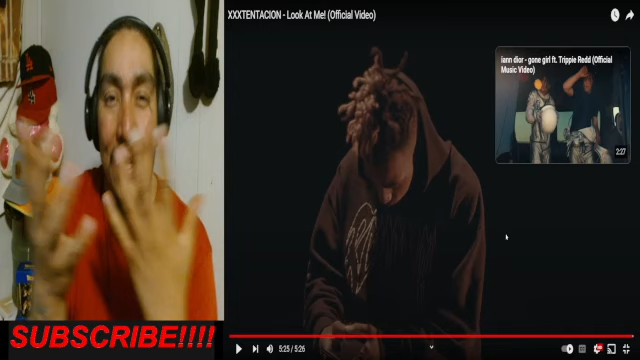 XXXTENTACION - Look At Me! (Official Video)
iann dior - gone girl ft. Trippie Redd (Official
Music Video)
2:27
5:25 / 5:26
SUBSCRIBE!!!!